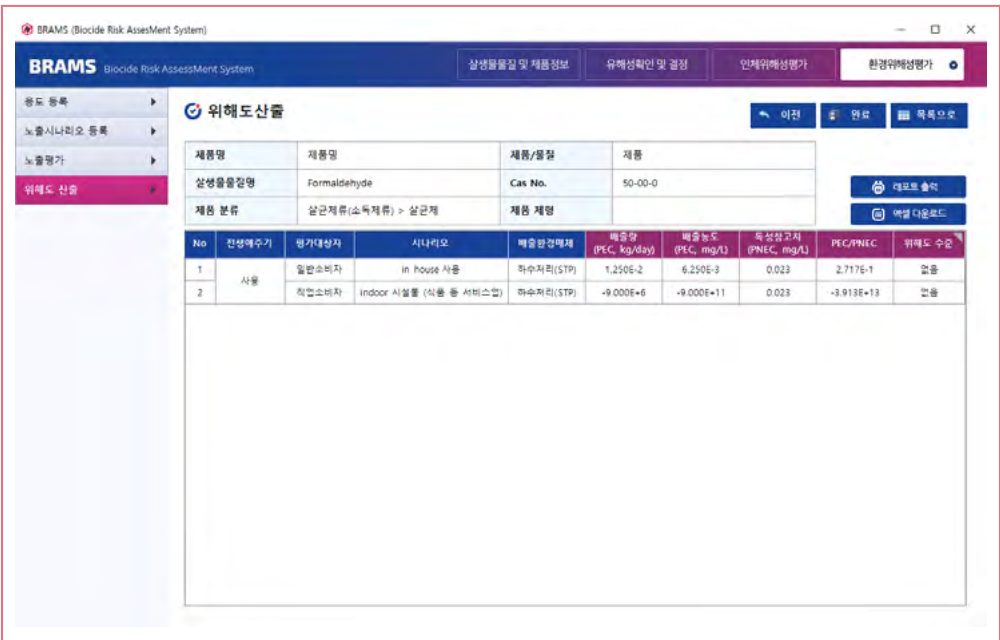 BRAMS (Biocide Risk AssesMent System)
BRAMS Biocide Risk AssessMent System
살생물물질 및 제품정보 유해성확인 및 결정 인체위해성평가 환경위해성평가
용도 등록
노출시나리오 등록
노출평가
위해도 산출
위해도산출
이전 완료 목록으로
제품명 제품명 제품/물질 제품
살생물물질명 Formaldehyde Cas No. 50-00-0
제품 분류 살균제류(소독제류) > 살균제 제품 제형
레포트 출력
엑셀 다운로드
No 전생애주기 평가대상자 시나리오 배출환경매체 배출량 (PEC, kg/day) 배출농도 (PEC, mg/L) 독성참고치 (PNEC, mg/L) PEC/PNEC 위해도 수준
1 사용 일반소비자 in house 사용 하수처리(STP) 1.250E-2 6.250E-3 0.023 2.717E-1 없음
2 직업소비자 indoor 시설물 (식품 등 서비스업) 하수처리(STP) -9.000E+6 -9.000E+11 0.023 -3.913E+13 없음